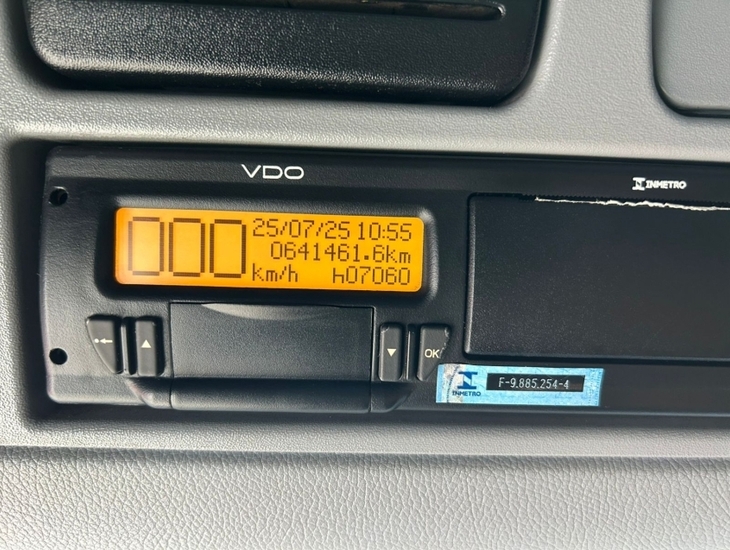 VDO
INMETRO
000
25/07/25 10:55
0641461.6km
km/h h07060
OK
INMETRO
F-9.885.254-4